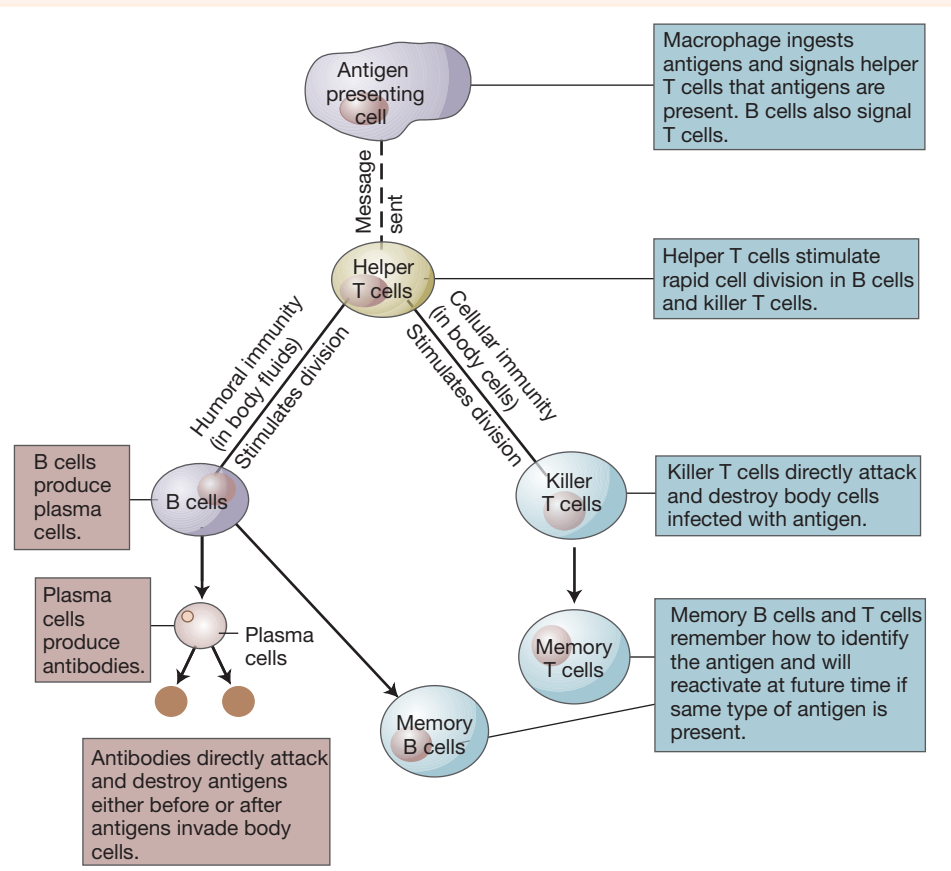 Antigen
presenting
cell
Macrophage ingests
antigens and signals helper
T cells that antigens are
present. B cells also signal
T cells.
Message
sent
Helper
T cells
Helper T cells stimulate
rapid cell division in B cells
and killer T cells.
Humoral immunity
(in body fluids)
Stimulates division
Cellular immunity
(in body cells)
Stimulates division
B cells
produce
plasma
cells.
B cells
Killer
T cells
Killer T cells directly attack
and destroy body cells
infected with antigen.
Plasma
cells
produce
antibodies.
Plasma
cells
Memory
T cells
Memory B cells and T cells
remember how to identify
the antigen and will
reactivate at future time if
same type of antigen is
present.
Memory
B cells
Antibodies directly attack
and destroy antigens
either before or after
antigens invade body
cells.